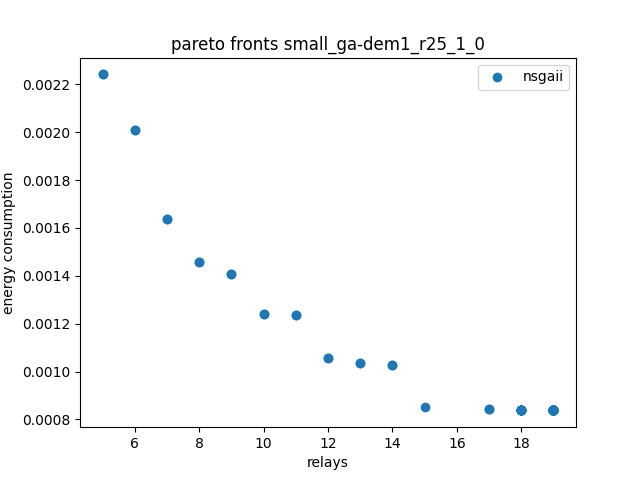 pareto fronts small_ga-dem1_r25_1_0
nsgaii
energy consumption
0.0022
0.0020
0.0018
0.0016
0.0014
0.0012
0.0010
0.0008
6 8 10 12 14 16 18
relays